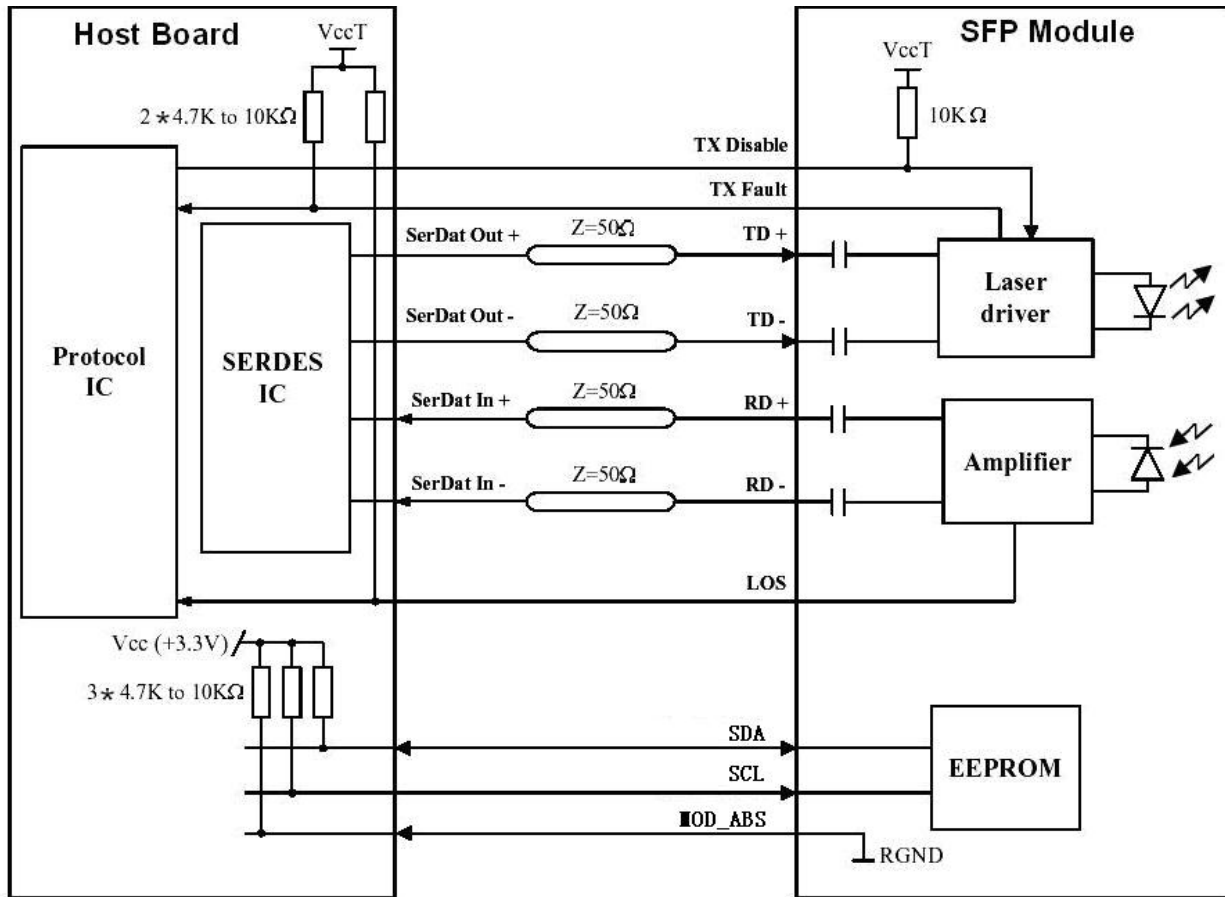 Host Board
SFP Module
VccT
VccT
2*4.7K to 10KΩ
10KΩ
TX Disable
TX Fault
SerDat Out +
Z=50Ω
TD +
SerDat Out -
Z=50Ω
TD -
Laser
driver
Protocol
IC
SERDES
IC
SerDat In +
Z=50Ω
RD +
SerDat In -
Z=50Ω
RD -
Amplifier
LOS
Vcc (+3.3V)
3*4.7K to 10KΩ
SDA
SCL
MOD_ABS
EEPROM
RGND